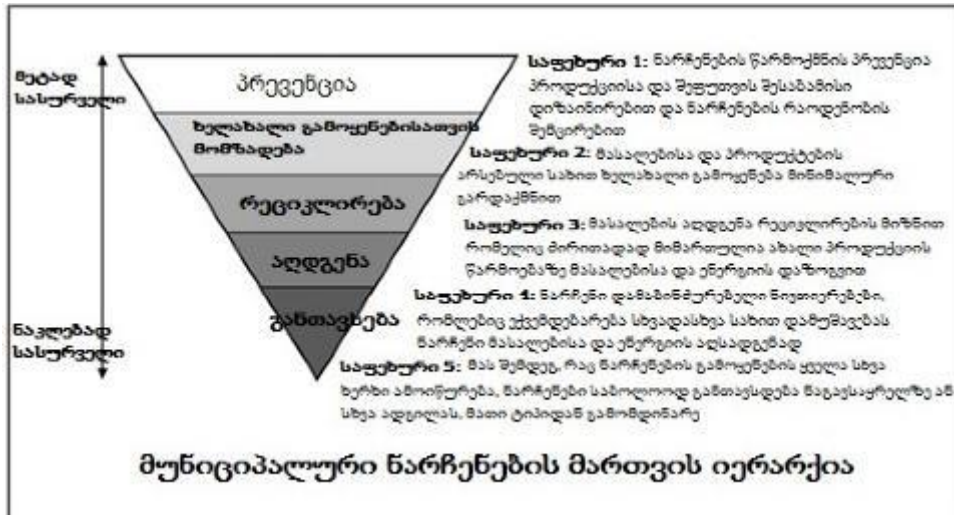 მეტად
სასურველი
პრევენცია
ხელახალი გამოყენებისათვის
მომზადება
რეციკლირება
აღდგენა
განთავსება
ნაკლებად
სასურველი
საფეხური 1: ნარჩენების წარმოქმნის პრევენცია
პროდუქციისა და შეფუთვის შესაბამისი
დიზაინირებით და ნარჩენების რაოდენობის
შემცირებით
საფეხური 2: მასალებისა და პროდუქტების
არსებული სახით ხელახალი გამოყენება მინიმალური
გარდაქმნით
საფეხური 3: მასალების აღდგენა რეციკლირების მიზნით
რომელიც ძირითადად მიმართულია ახალი პროდუქციის
წარმოებაზე მასალებისა და ენერგიის დაზოგვით
საფეხური 4: ნარჩენი დამაბინძურებელი ნივთიერებები,
რომლებიც ექვემდებარება სხვადასხვა სახით დამუშავებას
ნარჩენი მასალებისა და ენერგიის აღსადგენად
საფეხური 5: მას შემდეგ, რაც ნარჩენების გამოყენების ყველა სხვა
ხერხი ამოიწურება, ნარჩენები საბოლოოდ განთავსდება ნაგავსაყრელზე ან
სხვა ადგილას, მათი ტიპიდან გამომდინარე
მუნიციპალური ნარჩენების მართვის იერარქია